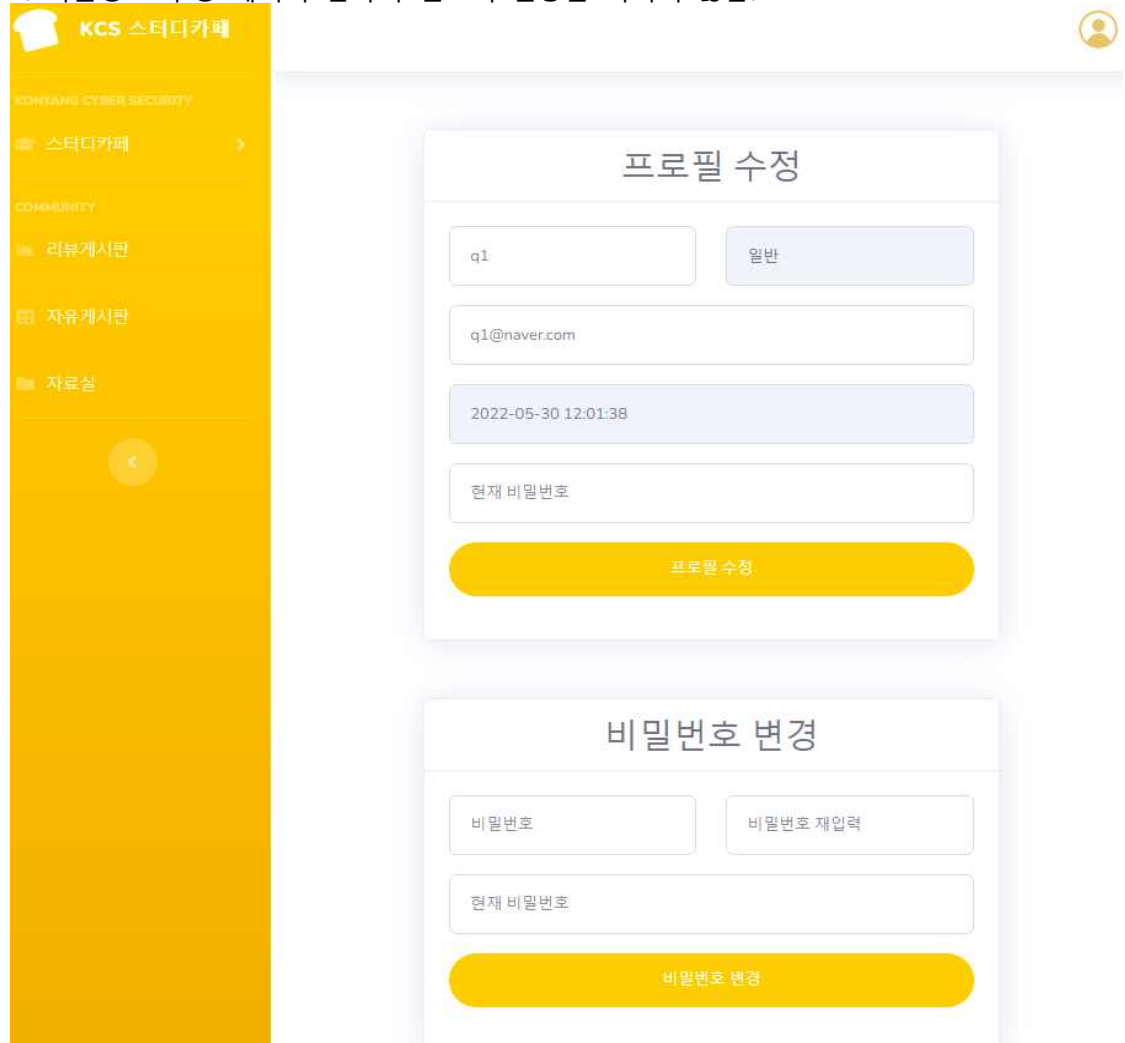 KCS 스터디카페
KONYANG CYBER SECURITY
스터디카페
COMMUNITY
리뷰게시판
자유게시판
자료실
프로필 수정
q1
일반
q1@naver.com
2022-05-30 12:01:38
현재 비밀번호
프로필 수정
비밀번호 변경
비밀번호
비밀번호 재입력
현재 비밀번호
비밀번호 변경